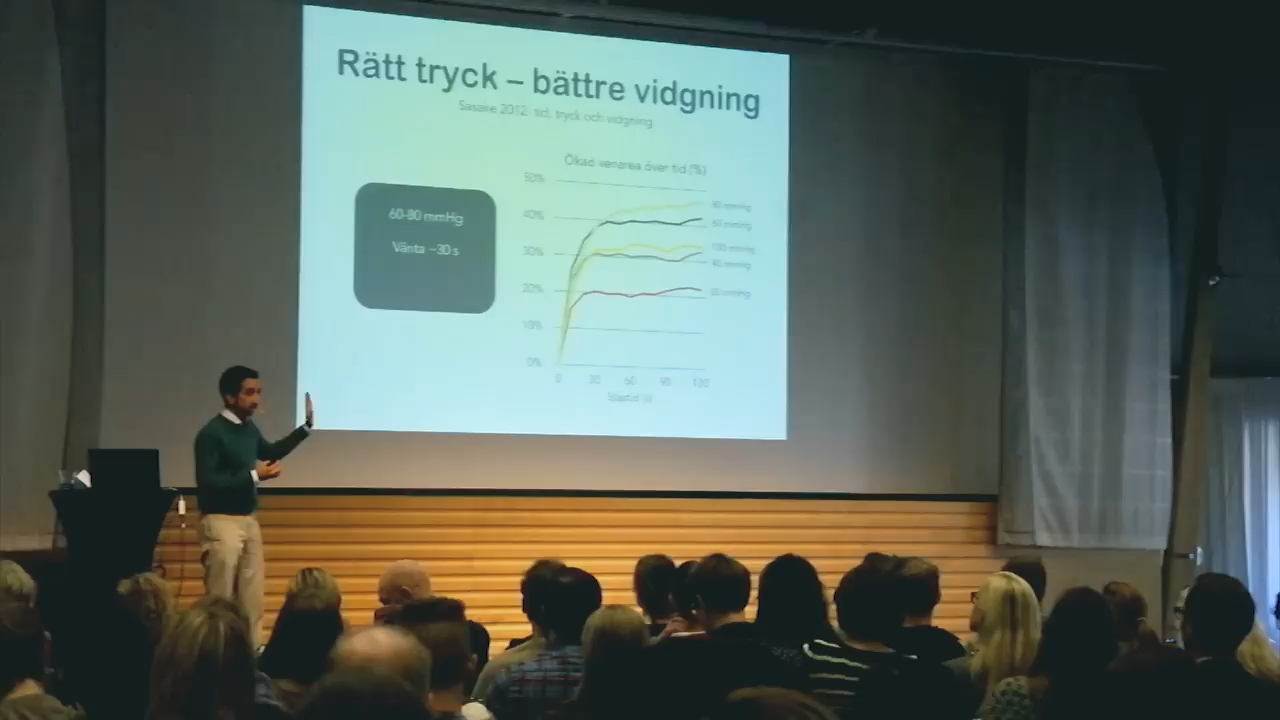 Rätt tryck – bättre vidgning
Sasake 2012: tid, tryck och vidgning
60-80 mmHg
Vänta ~30 s
Ökad venarea över tid (%)
50%
40%
30%
20%
10%
0%
80 mmHg
60 mmHg
100 mmHg
40 mmHg
20 mmHg
0 30 60 90 120